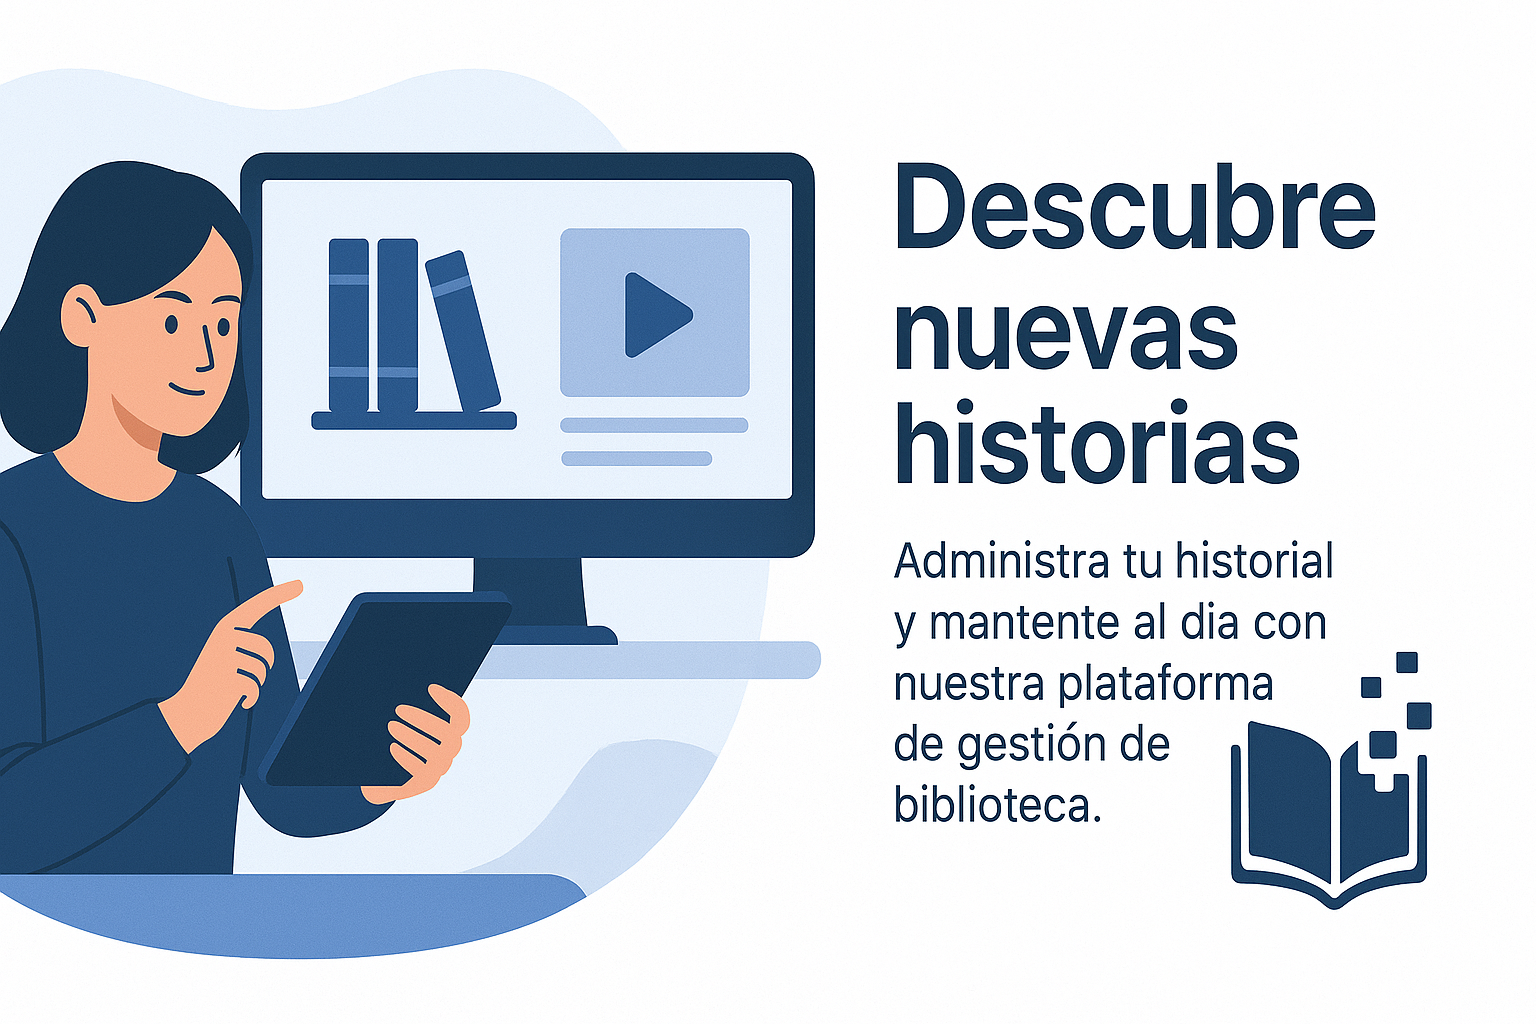 Descubre
nuevas
historias
Administra tu historial
y mantente al dia con
nuestra plataforma
de gestión de
biblioteca.